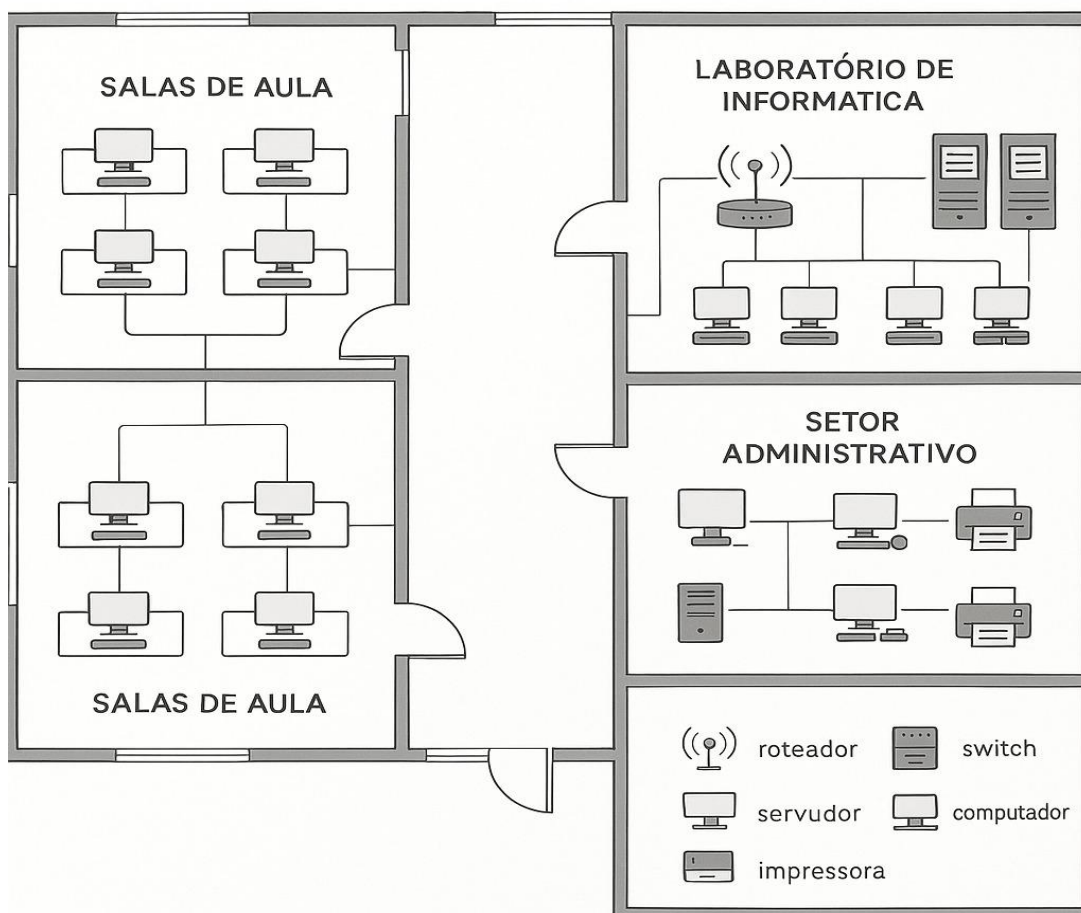 SALAS DE AULA
LABORATÓRIO DE
INFORMATICA
SETOR
ADMINISTRATIVO
SALAS DE AULA
roteador
switch
servudor
computador
impressora